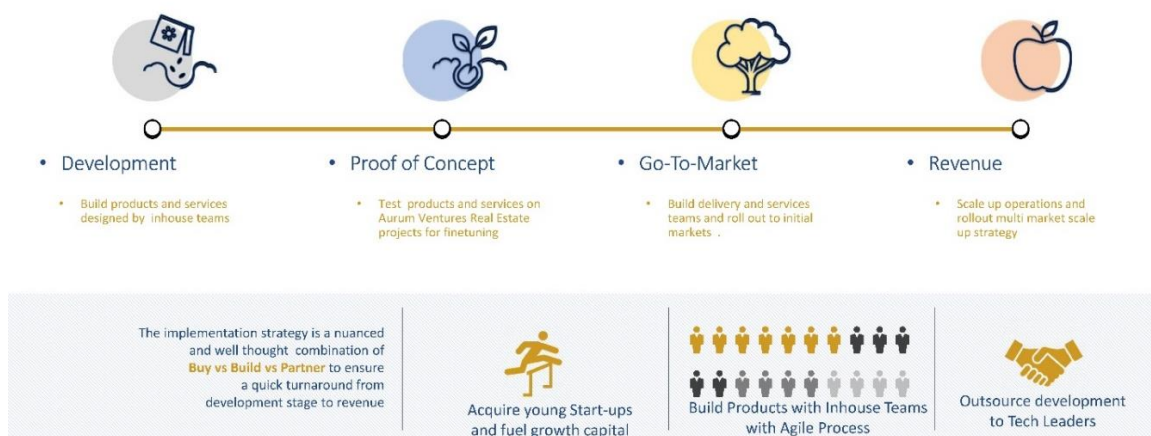 • Development
• Build products and services
designed by inhouse teams
• Proof of Concept
• Test products and services on
Aurum Ventures Real Estate
projects for finetuning
• Go-To-Market
• Build delivery and services
teams and roll out to initial
markets .
• Revenue
• Scale up operations and
rollout multi market scale
up strategy
The implementation strategy is a nuanced
and well thought combination of
Buy vs Build vs Partner to ensure
a quick turnaround from
development stage to revenue
Acquire young Start-ups
and fuel growth capital
Build Products with Inhouse Teams
with Agile Process
Outsource development
to Tech Leaders